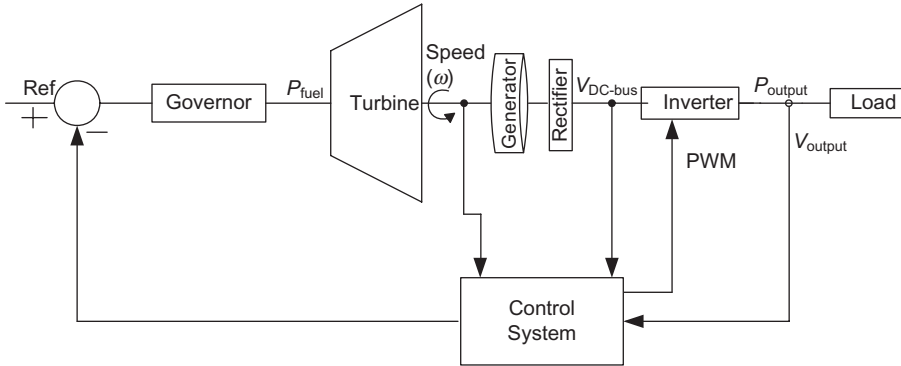 Ref
+
−
Governor
P_fuel
Turbine
Speed
(ω)
Generator
Rectifier
V_DC-bus
Inverter
P_output
Load
V_output
PWM
Control
System